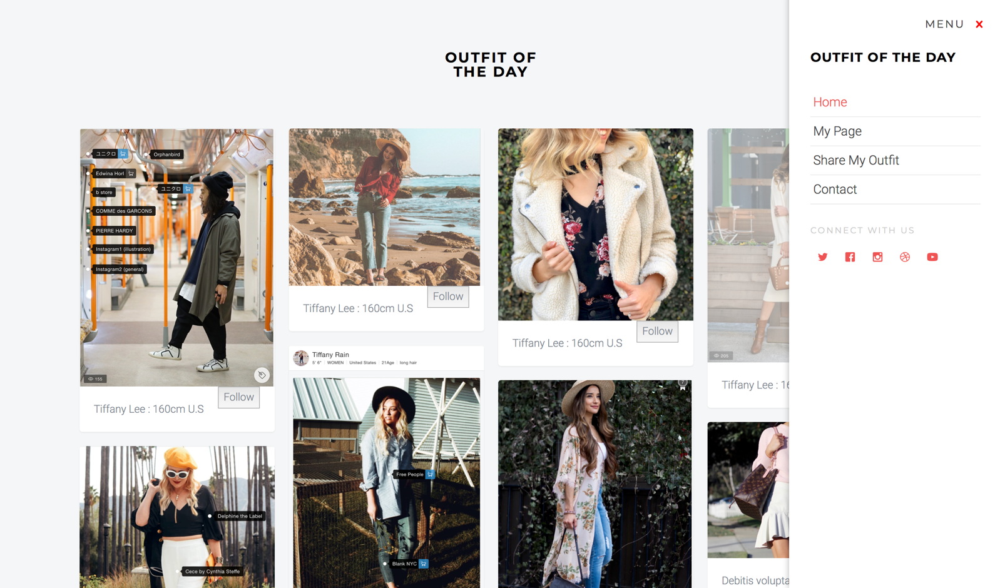 MENU
OUTFIT OF THE DAY
Home
My Page
Share My Outfit
Contact
CONNECT WITH US
OUTFIT OF
THE DAY
ユニクロ
Orphanbird
Edwina Horl
ユニクロ
b store
COMME des GARCONS
PIERRE HARDY
Instagram1 (illustration)
Instagram2 (general)
155
Follow
Tiffany Lee : 160cm U.S
Delphine the Label
Cece by Cynthia Steffe
Follow
Tiffany Lee : 160cm U.S
Tiffany Rain
5' 6" WOMEN United States 21Age long hair
Free People
Blank NYC
Follow
Tiffany Lee : 160cm U.S
7
205
Tiffany Lee : 16
Debitis volupta